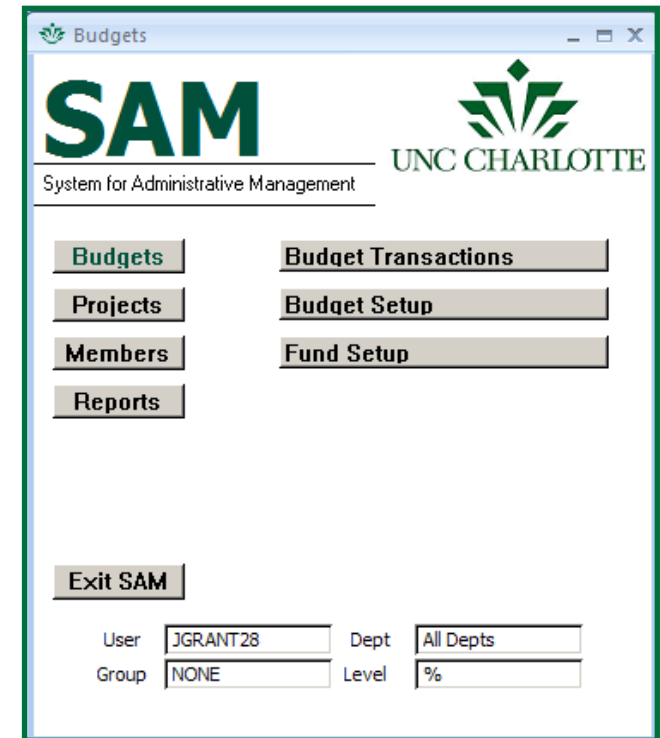 Budgets
SAM
UNC CHARLOTTE
System for Administrative Management
Budgets Budget Transactions
Projects Budget Setup
Members Fund Setup
Reports
Exit SAM
User JGRANT28 Dept All Depts
Group NONE Level %